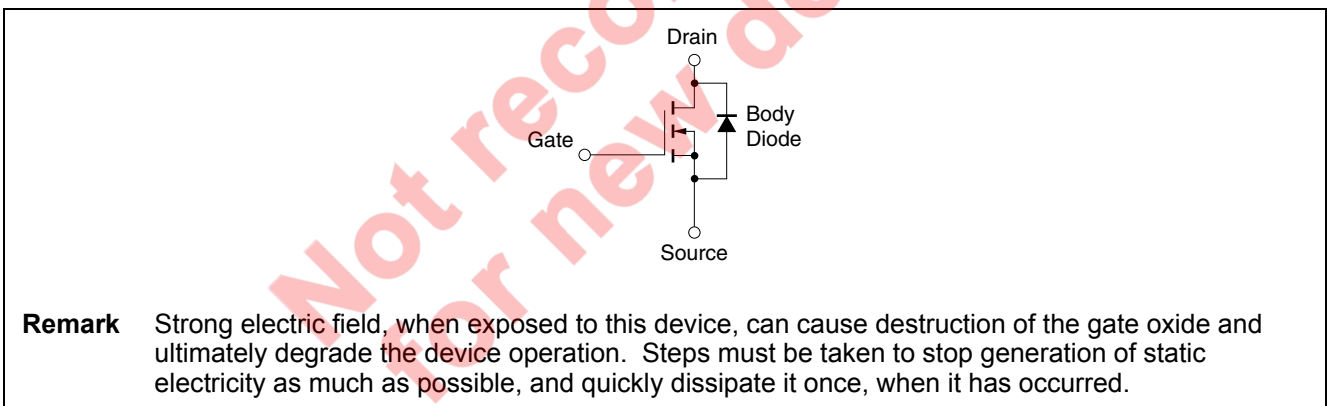 Drain
Body
Diode
Gate
Source
Remark Strong electric field, when exposed to this device, can cause destruction of the gate oxide and
ultimately degrade the device operation. Steps must be taken to stop generation of static
electricity as much as possible, and quickly dissipate it once, when it has occurred.
Not
for new